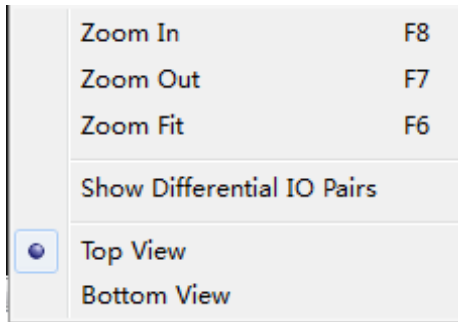 Zoom In F8
Zoom Out F7
Zoom Fit F6
Show Differential IO Pairs
Top View
Bottom View